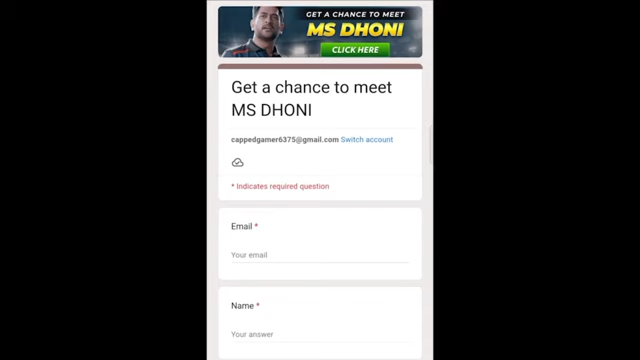 GET A CHANCE TO MEET
MS DHONI
CLICK HERE
Get a chance to meet
MS DHONI
cappedgamer6375@gmail.com Switch account
* Indicates required question
Email *
Your email
Name *
Your answer